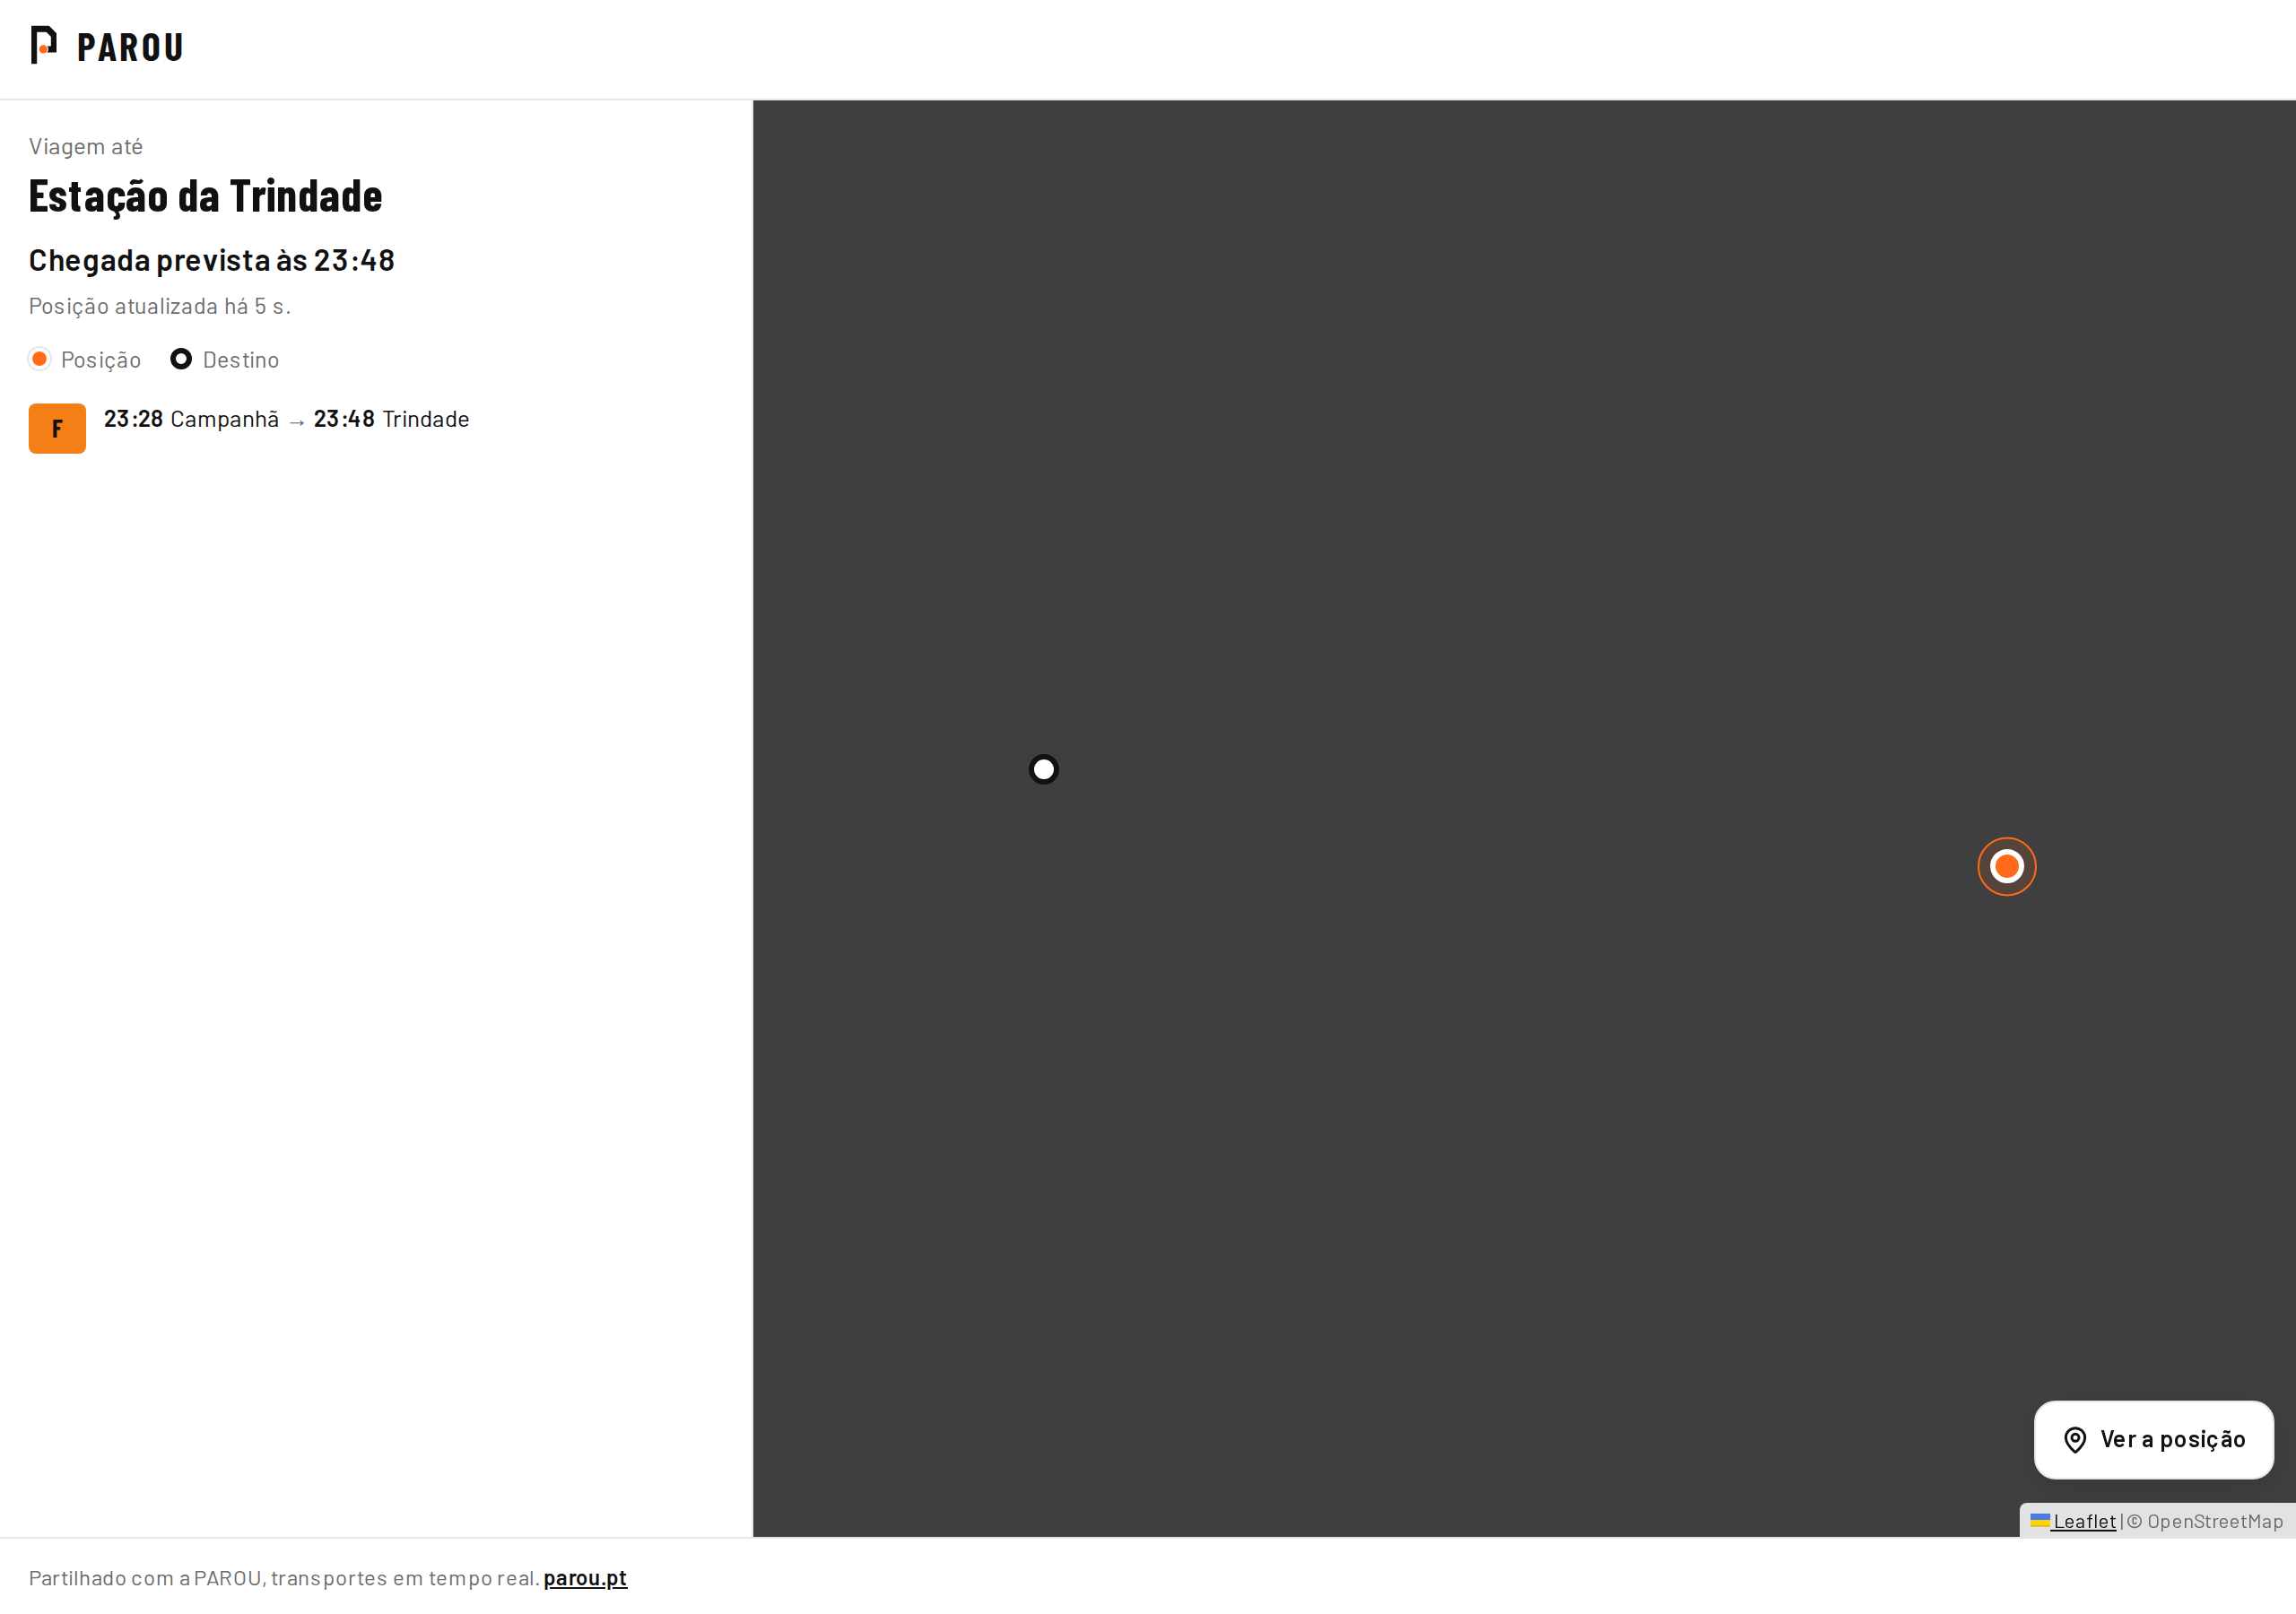 PAROU
Viagem até
Estação da Trindade
Chegada prevista às 23:48
Posição atualizada há 5 s.
Posição Destino
F 23:28 Campanhã → 23:48 Trindade
Ver a posição
Leaflet | © OpenStreetMap
Partilhado com a PAROU, transportes em tempo real. parou.pt